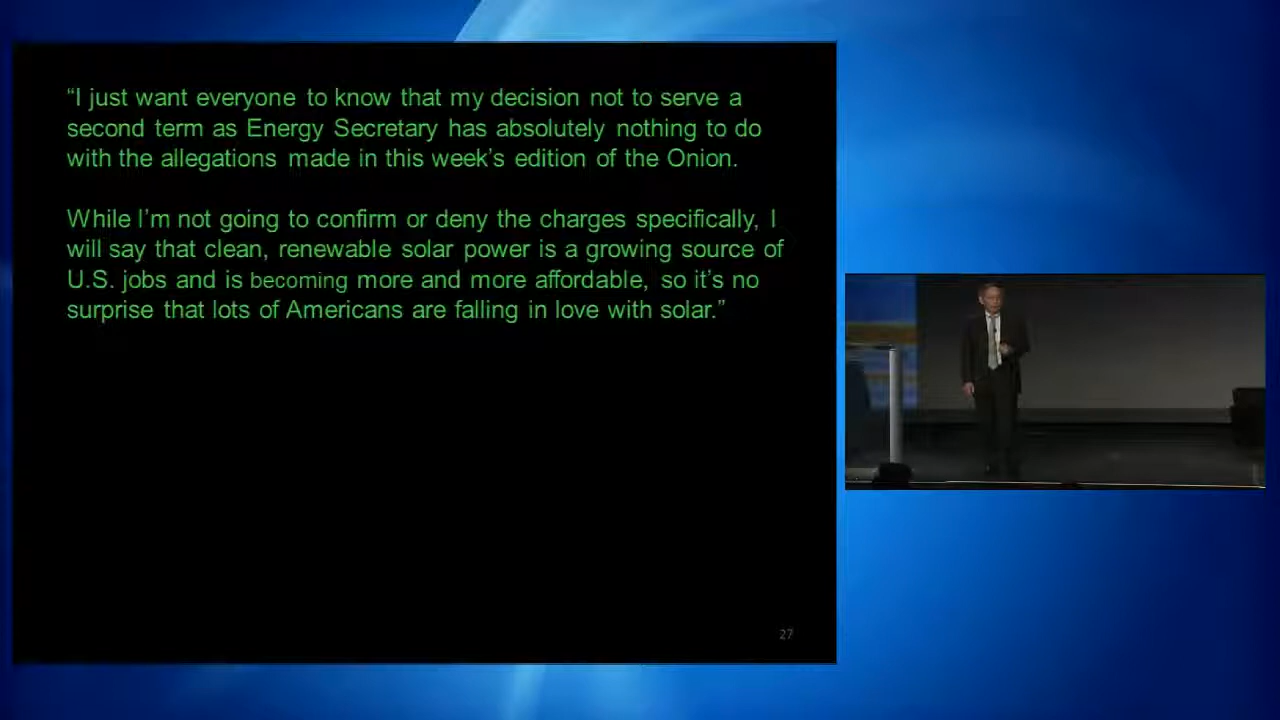 “I just want everyone to know that my decision not to serve a
second term as Energy Secretary has absolutely nothing to do
with the allegations made in this week’s edition of the Onion.
While I’m not going to confirm or deny the charges specifically, I
will say that clean, renewable solar power is a growing source of
U.S. jobs and is becoming more and more affordable, so it’s no
surprise that lots of Americans are falling in love with solar.”
27